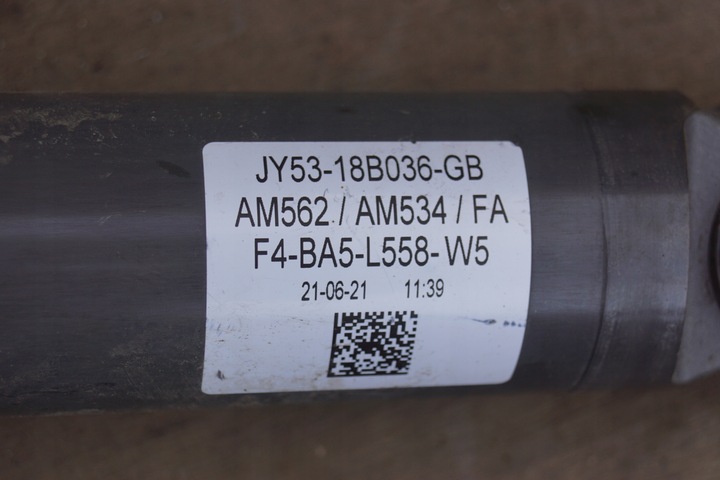 JY53-18B036-GB
AM562 / AM534 / FA
F4-BA5-L558-W5
21-06-21 11:39